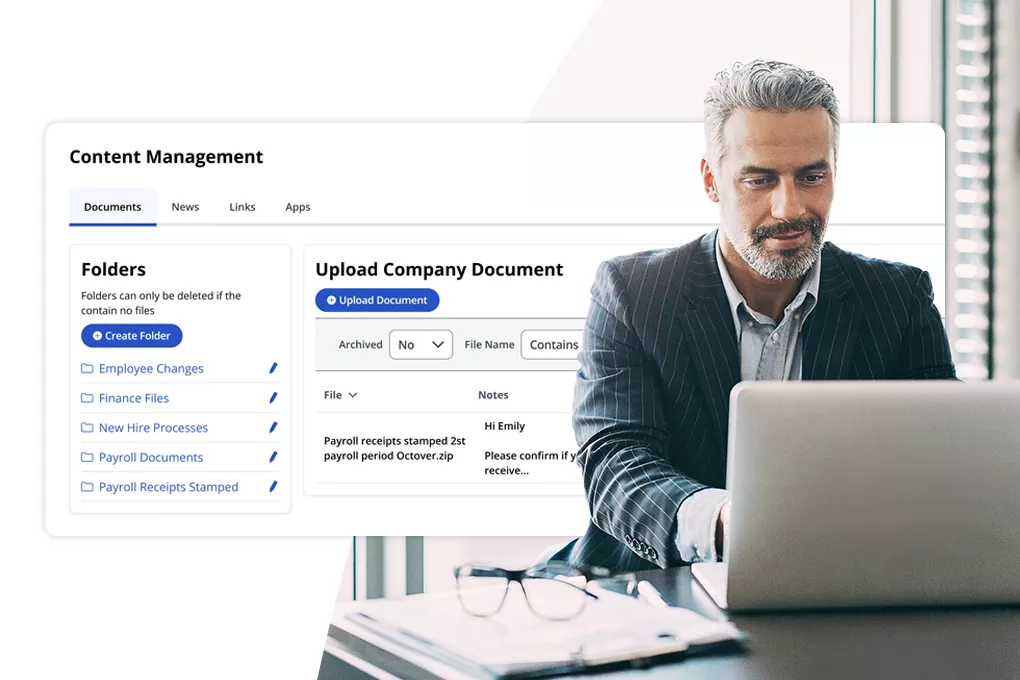 Content Management
Documents
News
Links
Apps
Folders
Folders can only be deleted if the
contain no files
Create Folder
Employee Changes
Finance Files
New Hire Processes
Payroll Documents
Payroll Receipts Stamped
Upload Company Document
Upload Document
Archived
No
File Name
Contains
File
Notes
Payroll receipts stamped 2st
payroll period Octover.zip
Hi Emily
Please confirm if y
receive...